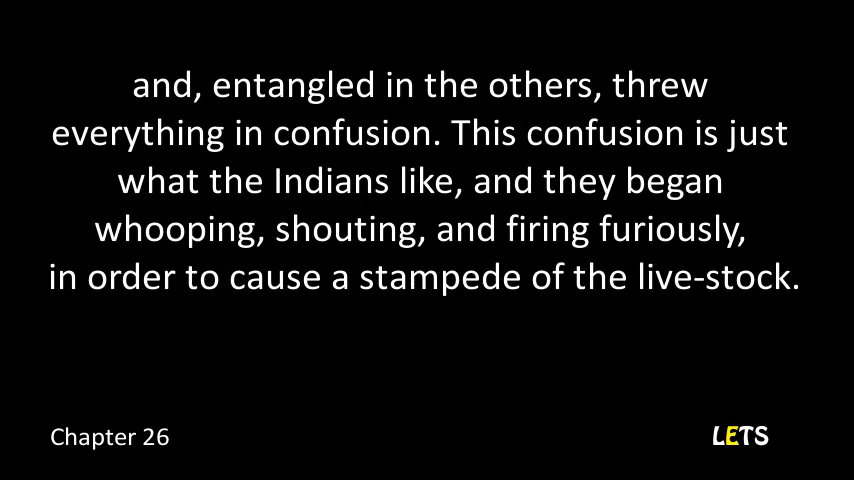 and, entangled in the others, threw
everything in confusion. This confusion is just
what the Indians like, and they began
whooping, shouting, and firing furiously,
in order to cause a stampede of the live-stock.
Chapter 26
LETS